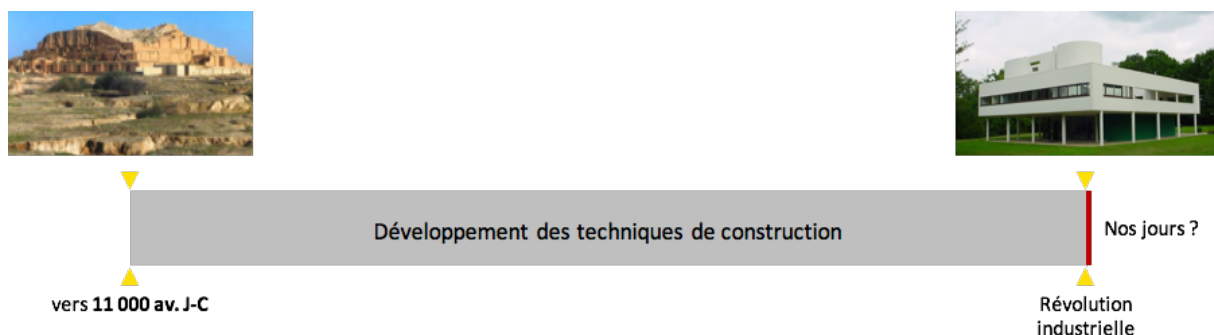 Développement des techniques de construction
Nos jours ?
vers 11 000 av. J-C
Révolution
industrielle